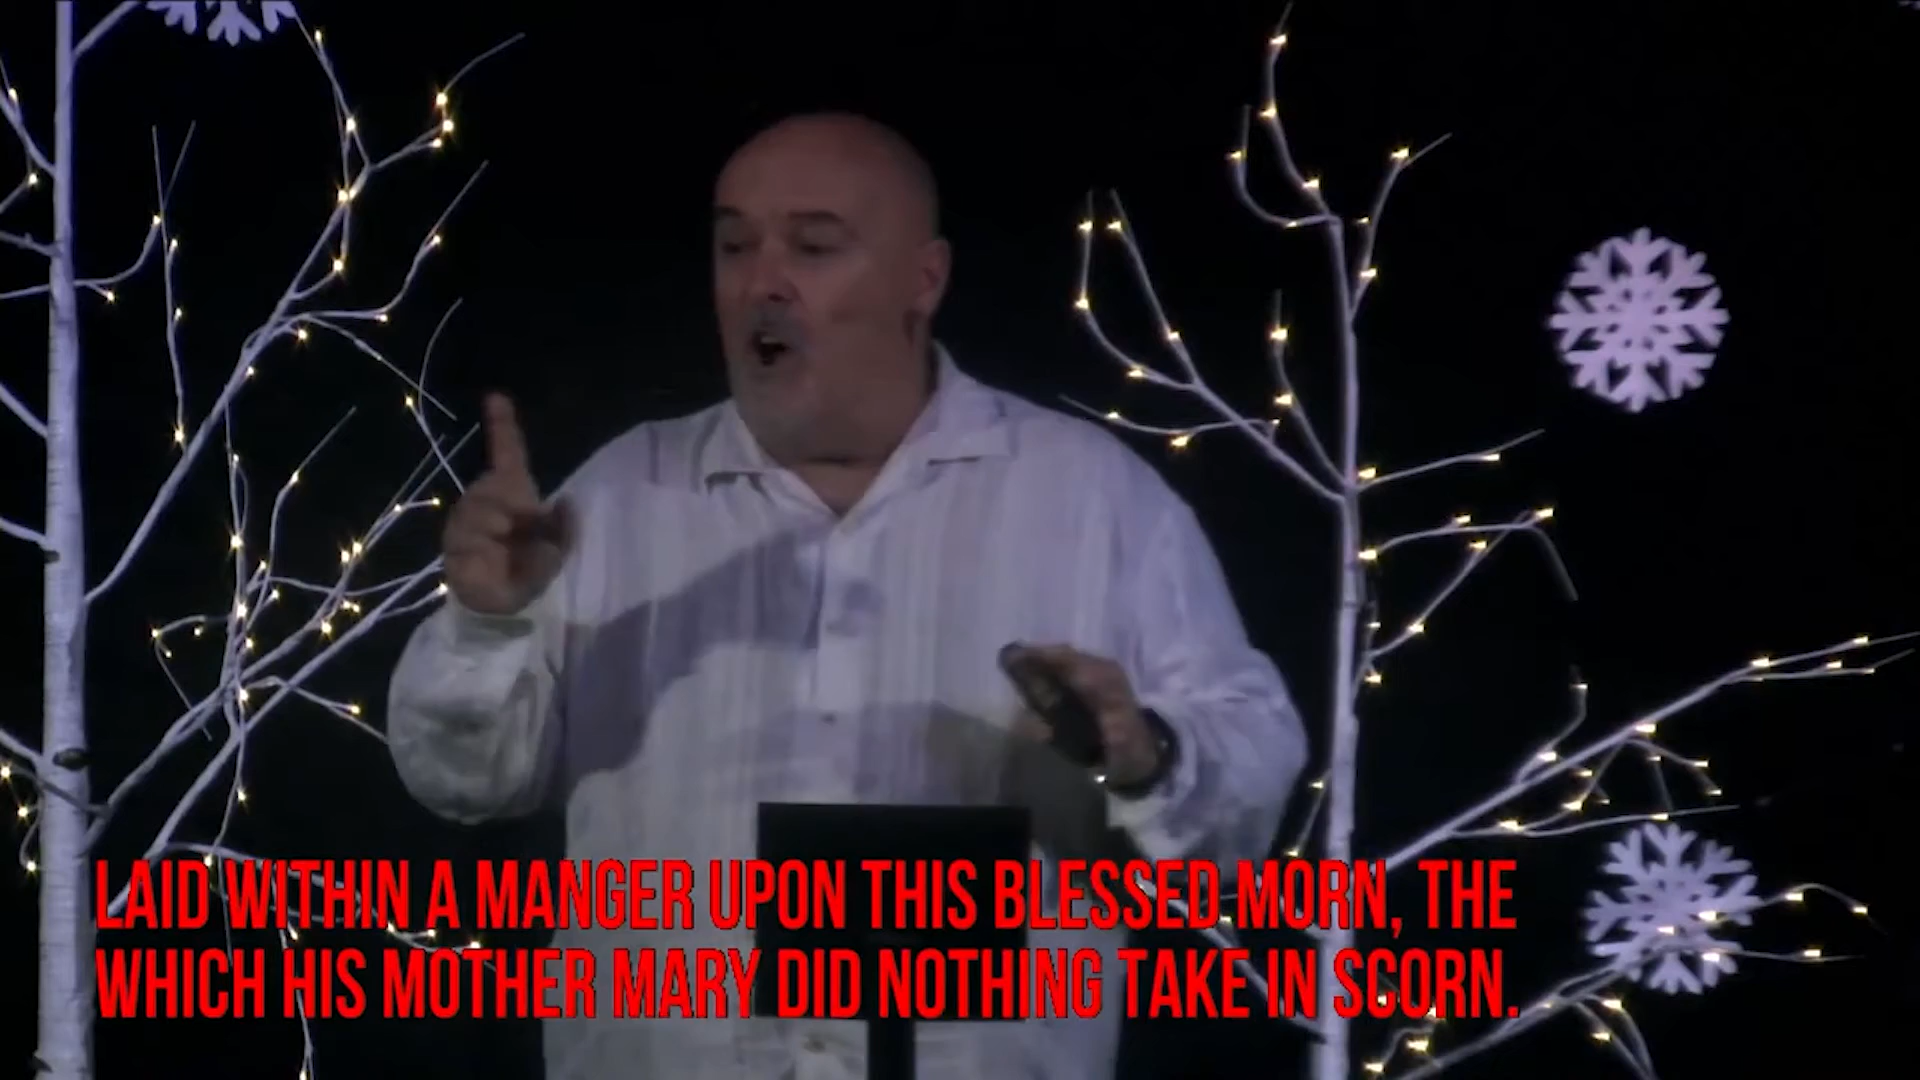 LAID WITHIN A MANGER UPON THIS BLESSED MORN, THE
WHICH HIS MOTHER MARY DID NOTHING TAKE IN SCORN.